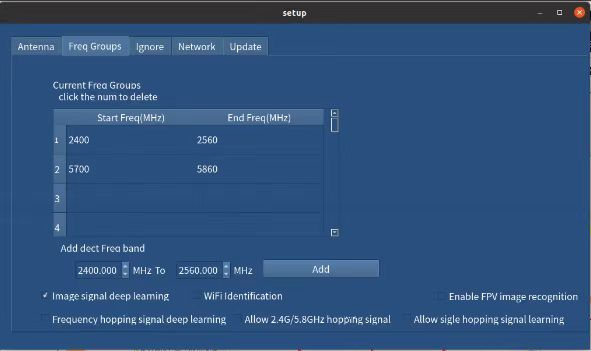 setup
Antenna Freq Groups Ignore Network Update
Current Freq Groups
click the num to delete
Start Freq(MHz) End Freq(MHz)
1 2400 2560
2 5700 5860
3
4
Add dect Freq band
2400.000 MHz To 2560.000 MHz Add
Image signal deep learning WiFi Identification Enable FPV image recognition
Frequency hopping signal deep learning Allow 2.4G/5.8GHz hopping signal Allow sigle hopping signal learning